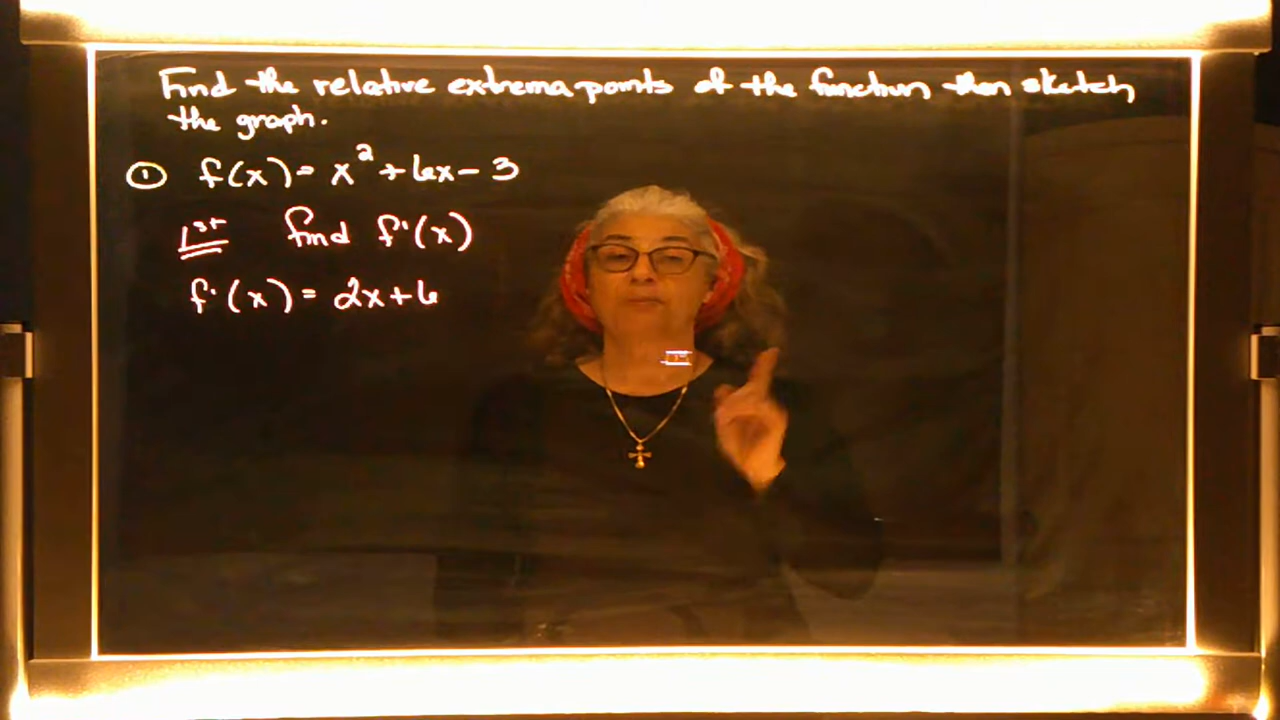 Find the relative extrema points of the function then sketch
the graph.
① f(x) = x² + 6x - 3
1st find f'(x)
f'(x) = 2x + 6